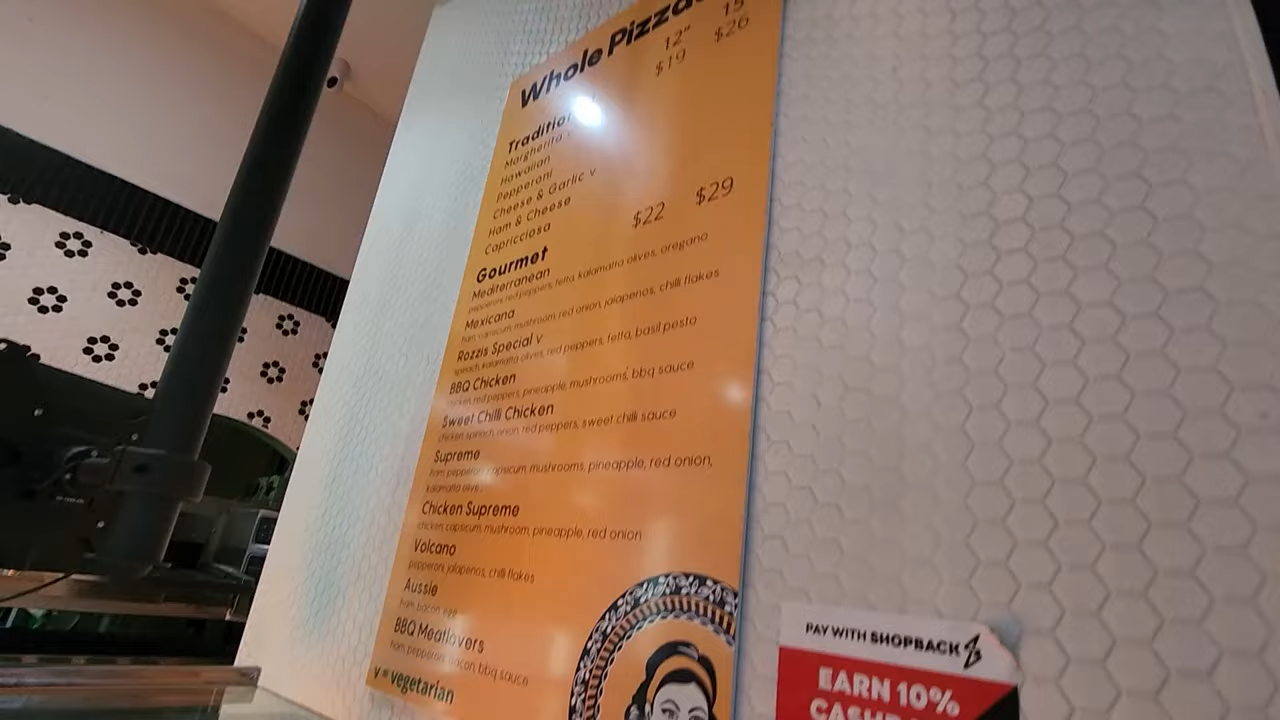 Whole Pizza
12" 15
$19 $26
Tradition
Margherita v
Hawaiian
Pepperoni
Cheese & Garlic v
Ham & Cheese
Capricciosa
$22 $29
Gourmet
Mediterranean
pepperoni, red peppers, fetta, kalamatta olives, oregano
Mexicana
ham, capsicum, mushroom, red onion, jalapenos, chilli flakes
Rozzis Special v
spinach, kalamatta olives, red peppers, fetta, basil pesto
BBQ Chicken
chicken, red peppers, pineapple, mushrooms, bbq sauce
Sweet Chilli Chicken
chicken, spinach, onion, red peppers, sweet chilli sauce
Supreme
ham, pepperoni, capsicum, mushrooms, pineapple, red onion,
kalamatta olives
Chicken Supreme
chicken, capsicum, mushroom, pineapple, red onion
Volcano
pepperoni, jalapenos, chilli flakes
Aussie
ham, bacon, egg
BBQ Meatlovers
ham, pepperoni, bacon, bbq sauce
v = vegetarian
PAY WITH SHOPBACK
EARN 10%